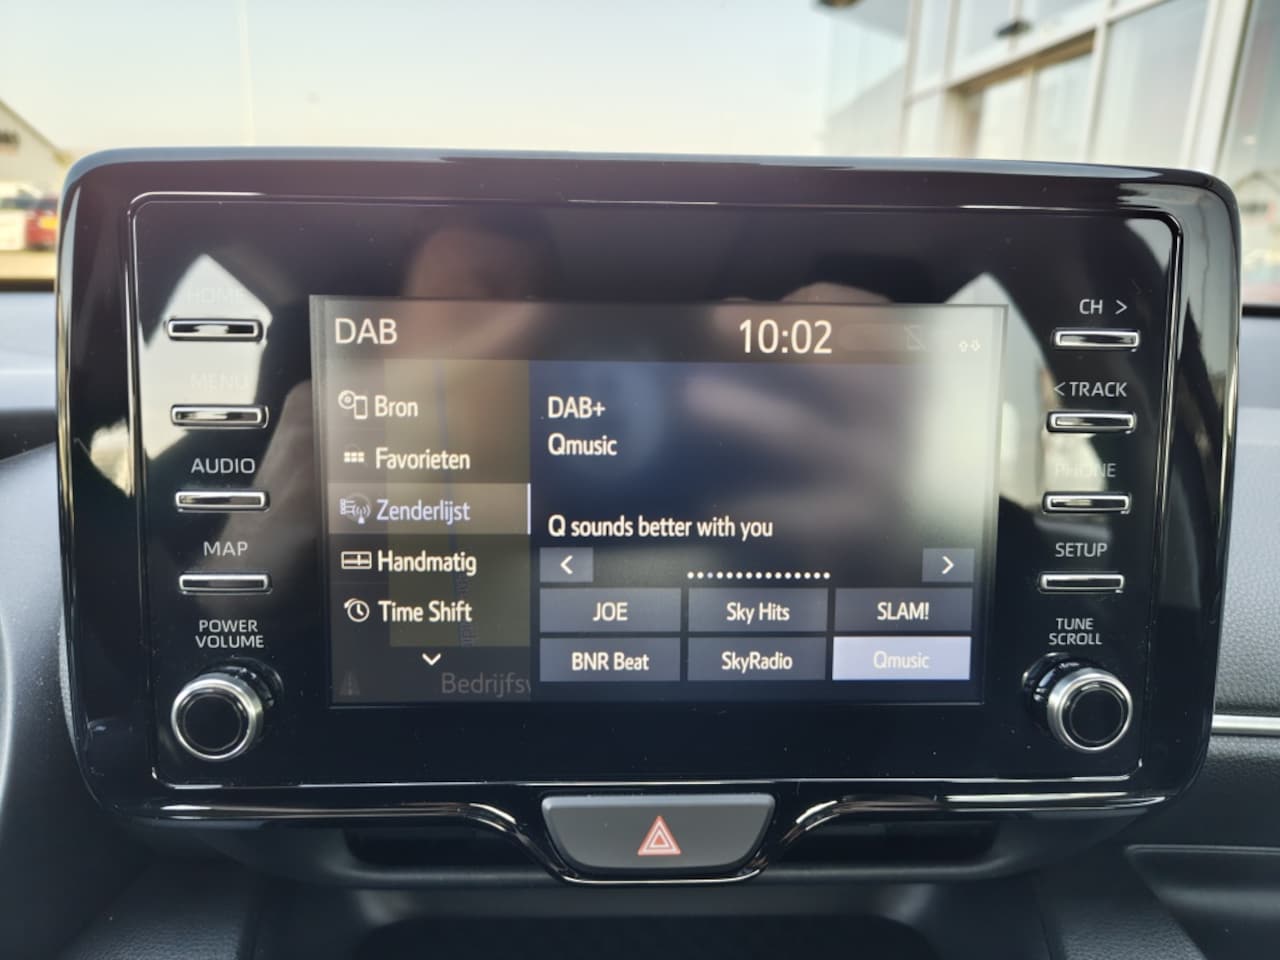 HOME
MENU
AUDIO
MAP
POWER
VOLUME
DAB
10:02
Bron
Favorieten
Zenderlijst
Handmatig
Time Shift
Bedrijfsv
DAB+
Qmusic
Q sounds better with you
< >
JOE
Sky Hits
SLAM!
BNR Beat
SkyRadio
Qmusic
CH >
< TRACK
PHONE
SETUP
TUNE
SCROLL